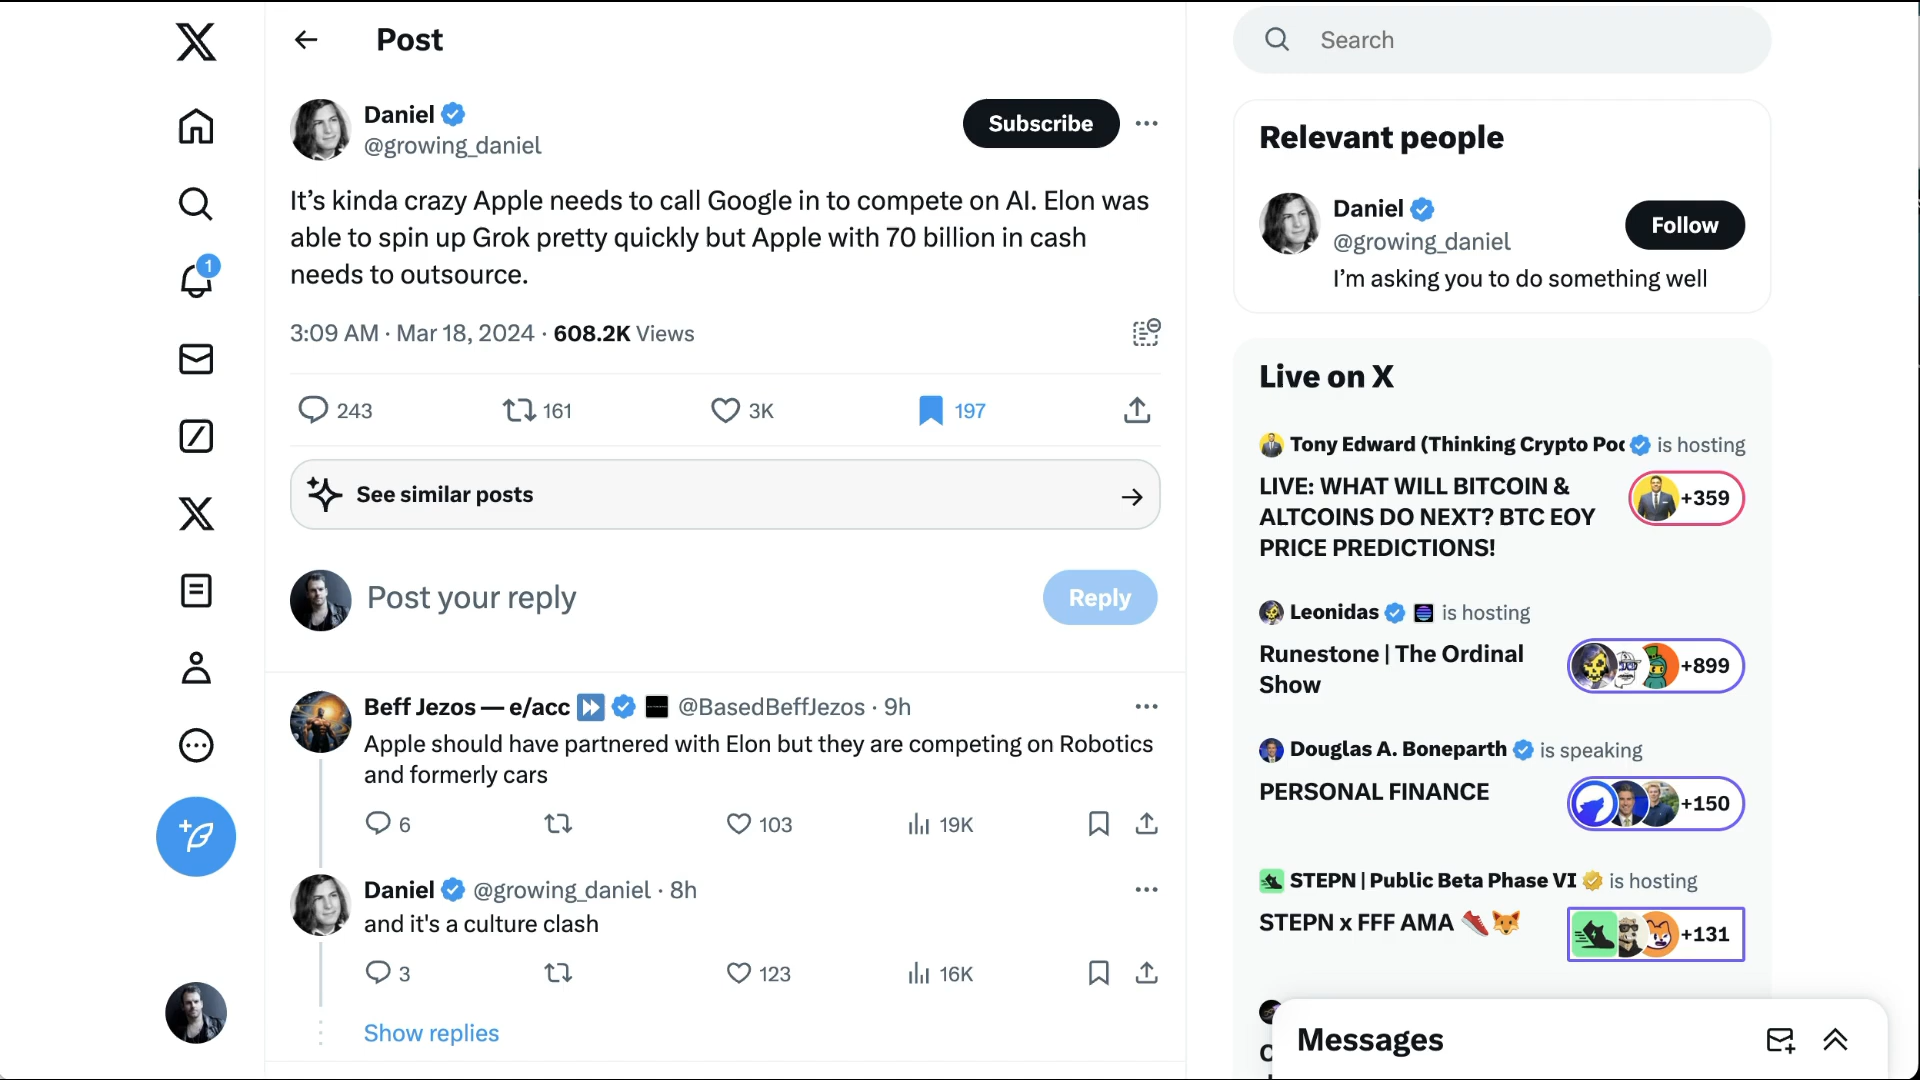 Post
Daniel
@growing_daniel
Subscribe
It’s kinda crazy Apple needs to call Google in to compete on AI. Elon was
able to spin up Grok pretty quickly but Apple with 70 billion in cash
needs to outsource.
3:09 AM · Mar 18, 2024 · 608.2K Views
243
161
3K
197
See similar posts
Post your reply
Reply
Beff Jezos — e/acc @BasedBeffJezos · 9h
Apple should have partnered with Elon but they are competing on Robotics
and formerly cars
6
103
19K
Daniel @growing_daniel · 8h
and it's a culture clash
3
123
16K
Show replies
1
Search
Relevant people
Daniel
@growing_daniel
Follow
I’m asking you to do something well
Live on X
Tony Edward (Thinking Crypto Poc is hosting
LIVE: WHAT WILL BITCOIN &
ALTCOINS DO NEXT? BTC EOY
PRICE PREDICTIONS!
+359
Leonidas is hosting
Runestone | The Ordinal
Show
+899
Douglas A. Boneparth is speaking
PERSONAL FINANCE
+150
STEPN | Public Beta Phase VI is hosting
STEPN x FFF AMA
+131
Messages